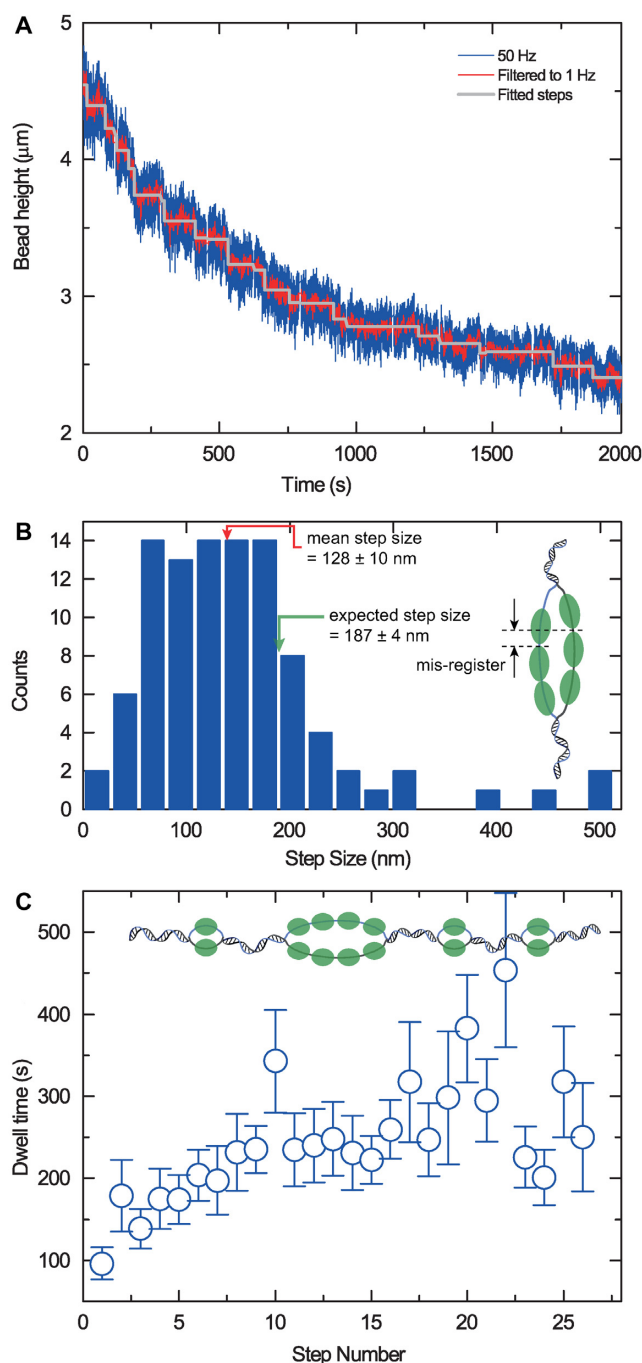 A
5
4
3
2
Bead height (μm)
50 Hz
Filtered to 1 Hz
Fitted steps
0
500
1000
1500
2000
Time (s)
B
14
12
10
8
6
4
2
0
Counts
mean step size
= 128 ± 10 nm
expected step size
= 187 ± 4 nm
mis-register
0
100
200
300
400
500
Step Size (nm)
C
500
400
300
200
100
Dwell time (s)
0
5
10
15
20
25
Step Number